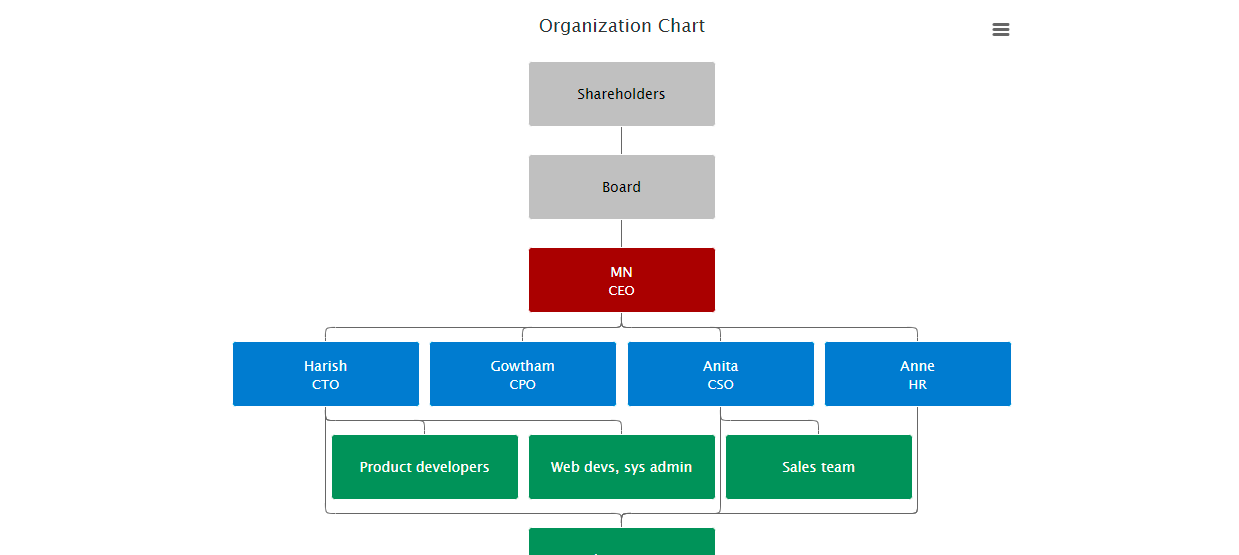 Organization Chart
Shareholders
Board
MN
CEO
Harish
CTO
Gowtham
CPO
Anita
CSO
Anne
HR
Product developers
Web devs, sys admin
Sales team